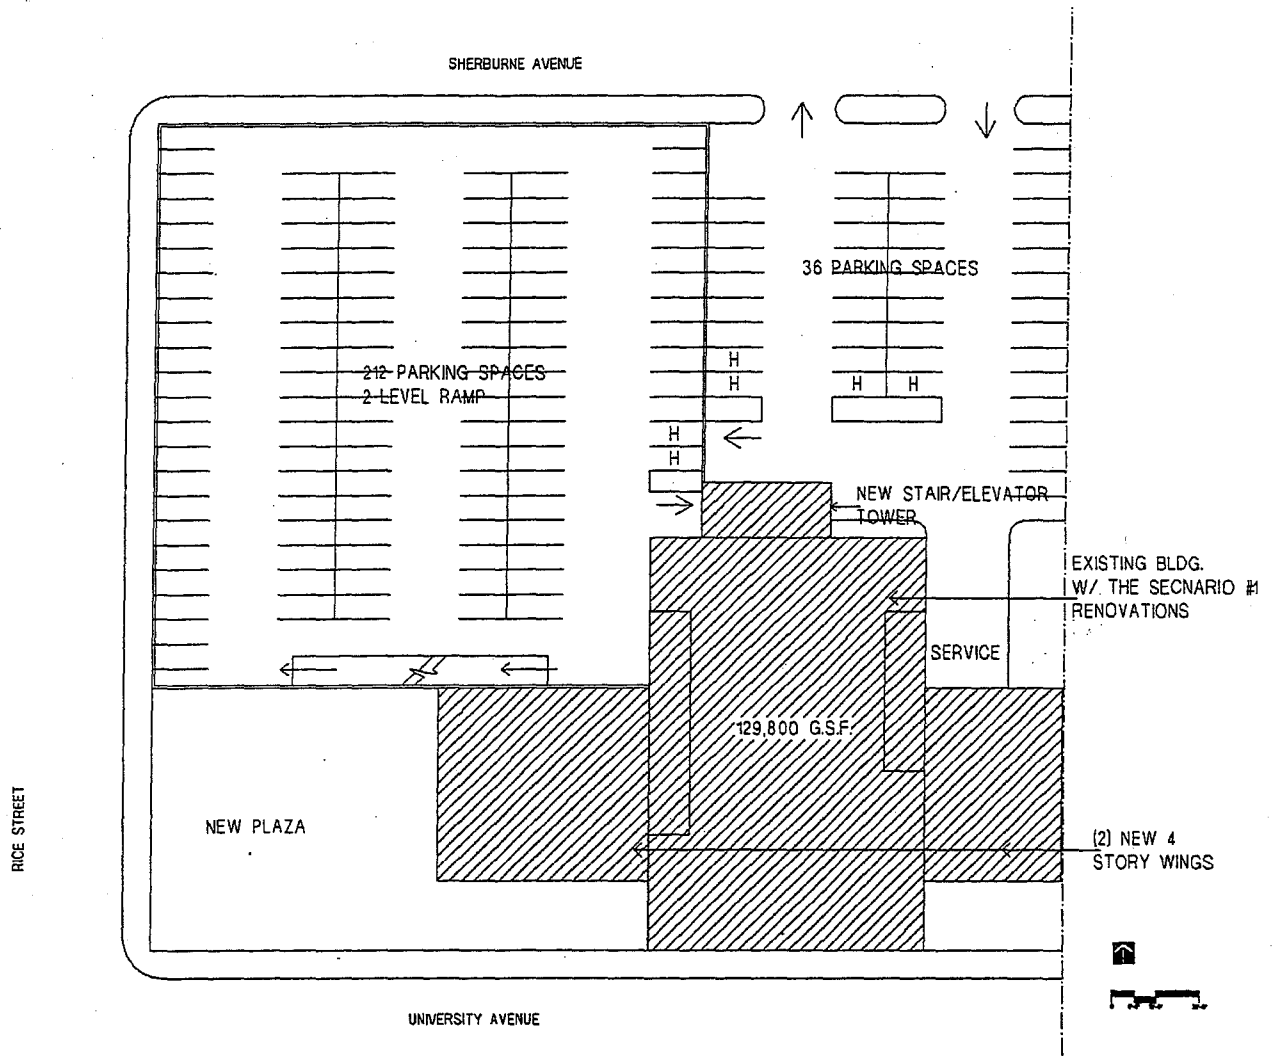 SHERBURNE AVENUE
36 PARKING SPACES
H
H
H H
212 PARKING SPACES
2 LEVEL RAMP
H
H
NEW STAIR/ELEVATOR
TOWER
EXISTING BLDG.
W/ THE SECNARIO #1
RENOVATIONS
SERVICE
129,800 G.S.F.
NEW PLAZA
RICE STREET
(2) NEW 4
STORY WINGS
UNIVERSITY AVENUE